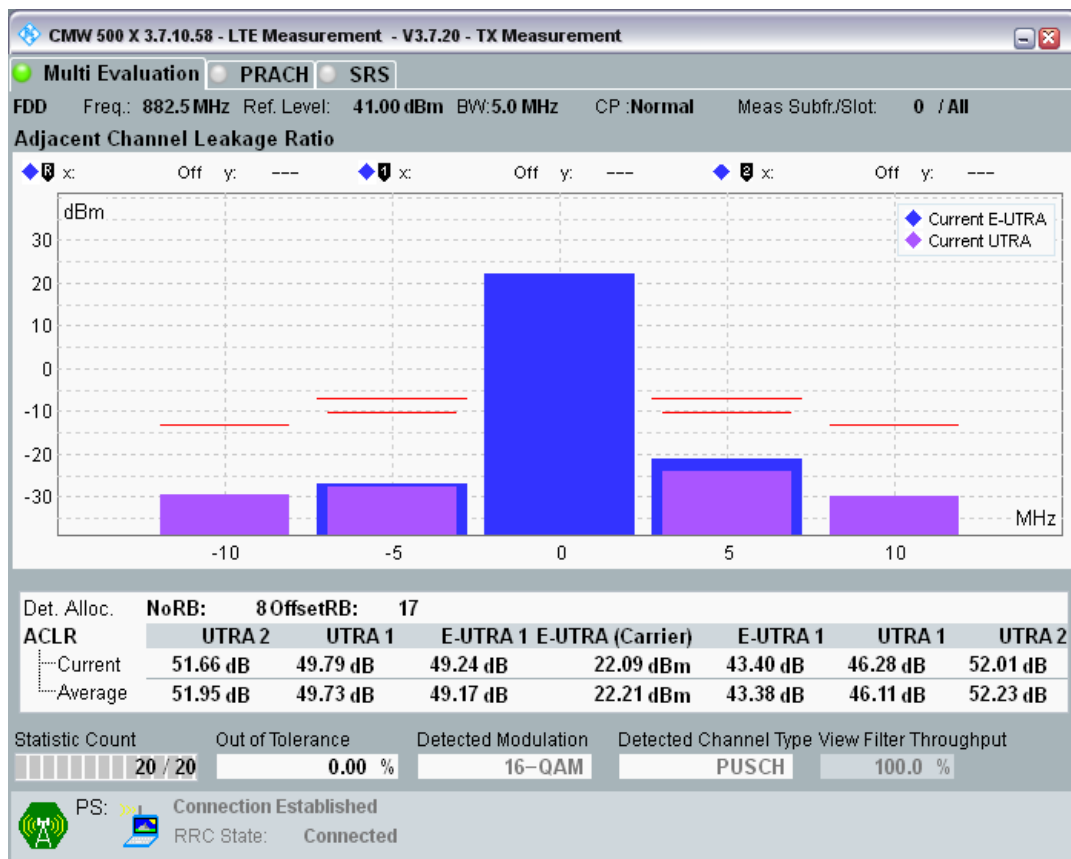 CMW 500 X 3.7.10.58 - LTE Measurement - V3.7.20 - TX Measurement
Multi Evaluation PRACH SRS
FDD Freq.: 882.5 MHz Ref. Level: 41.00 dBm BW:5.0 MHz CP :Normal Meas Subfr./Slot: 0 / All
Adjacent Channel Leakage Ratio
R x: Off y: --- 1 x: Off y: --- 2 x: Off y: ---
dBm
Current E-UTRA
Current UTRA
30
20
10
0
-10
-20
-30
MHz
-10 -5 0 5 10
Det. Alloc. NoRB: 8 OffsetRB: 17
ACLR UTRA 2 UTRA 1 E-UTRA 1 E-UTRA (Carrier) E-UTRA 1 UTRA 1 UTRA 2
Current 51.66 dB 49.79 dB 49.24 dB 22.09 dBm 43.40 dB 46.28 dB 52.01 dB
Average 51.95 dB 49.73 dB 49.17 dB 22.21 dBm 43.38 dB 46.11 dB 52.23 dB
Statistic Count Out of Tolerance Detected Modulation Detected Channel Type View Filter Throughput
20 / 20 0.00 % 16-QAM PUSCH 100.0 %
PS: Connection Established
RRC State: Connected